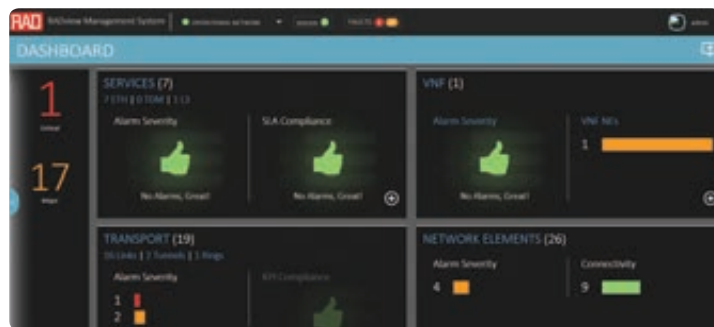 RAD RADview Management System admin
DASHBOARD
1
Critical
17
Major
SERVICES (7)
7 ETH | 0 TDM | 1 L3
Alarm Severity
SLA Compliance
No Alarms, Great!
No Alarms, Great!
VNF (1)
Alarm Severity
VNF NEs
1
No Alarms, Great!
TRANSPORT (19)
16 Links | 2 Tunnels | 1 Rings
Alarm Severity
KPI Compliance
1
2
NETWORK ELEMENTS (26)
Alarm Severity
Connectivity
4
9